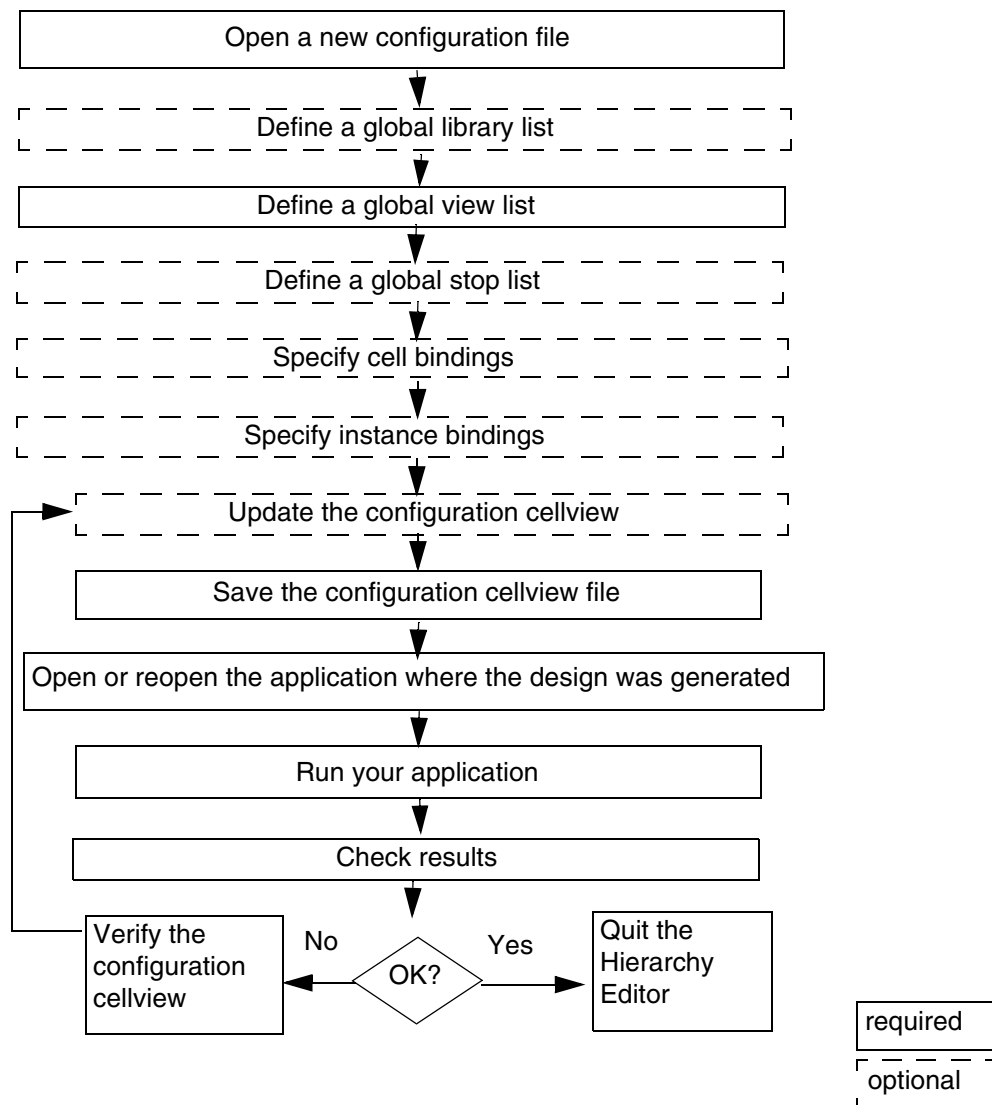 Open a new configuration file
Define a global library list
Define a global view list
Define a global stop list
Specify cell bindings
Specify instance bindings
Update the configuration cellview
Save the configuration cellview file
Open or reopen the application where the design was generated
Run your application
Check results
Verify the
configuration
cellview
No
OK?
Yes
Quit the
Hierarchy
Editor
required
optional